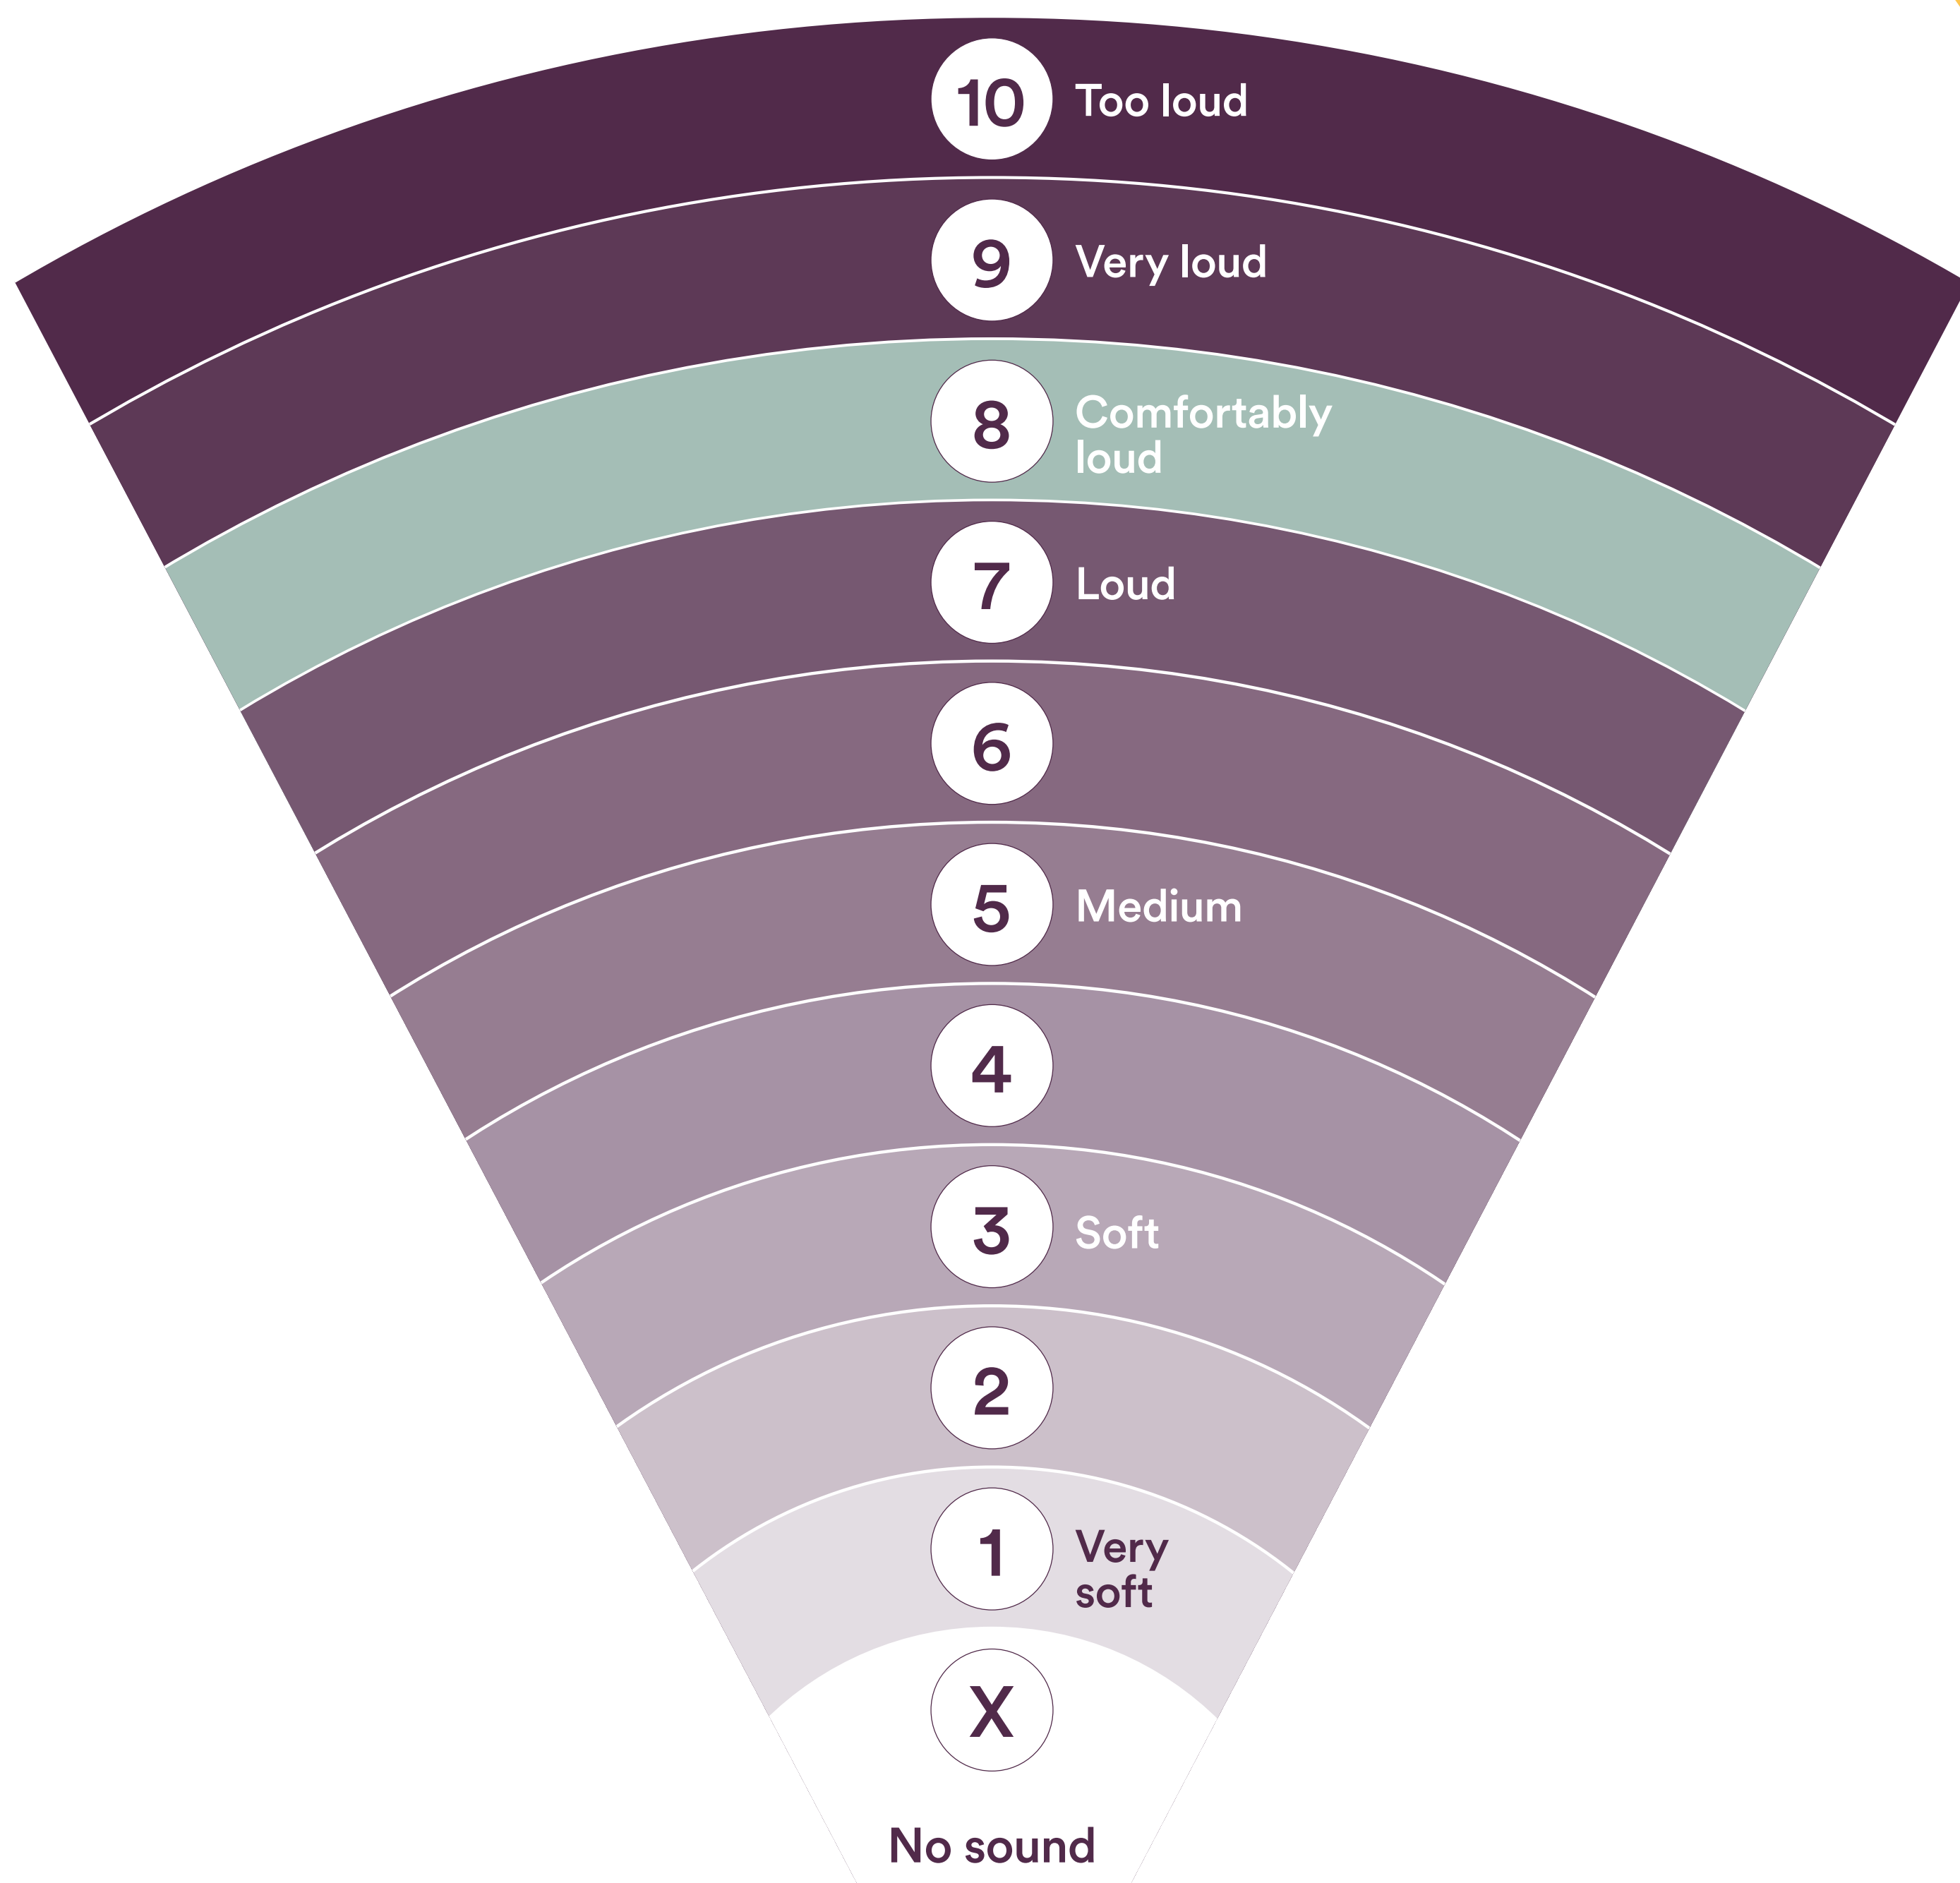 10 Too loud
9 Very loud
8 Comfortably
loud
7 Loud
6
5 Medium
4
3 Soft
2
1 Very
soft
X
No sound